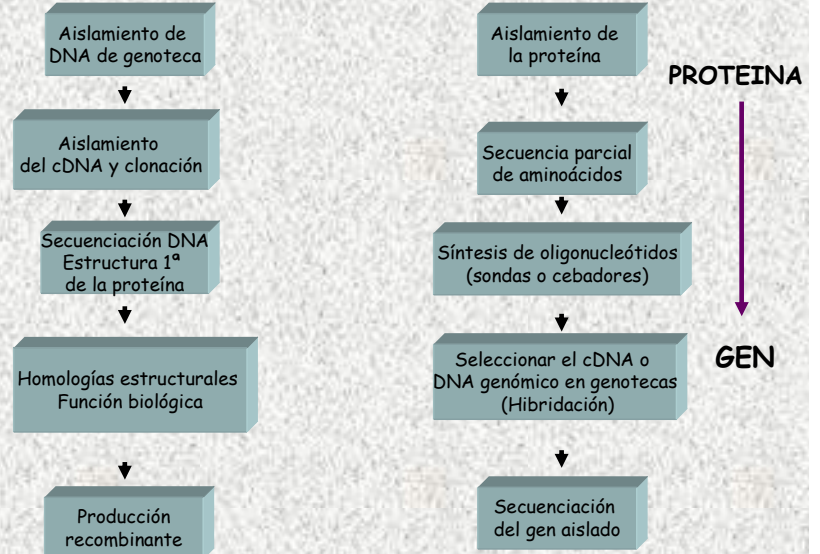 Aislamiento de
DNA de genoteca
Aislamiento
del cDNA y clonación
Secuenciación DNA
Estructura 1ª
de la proteína
Homologías estructurales
Función biológica
Producción
recombinante
Aislamiento de
la proteína
Secuencia parcial
de aminoácidos
Síntesis de oligonucleótidos
(sondas o cebadores)
Seleccionar el cDNA o
DNA genómico en genotecas
(Hibridación)
Secuenciación
del gen aislado
PROTEINA
GEN